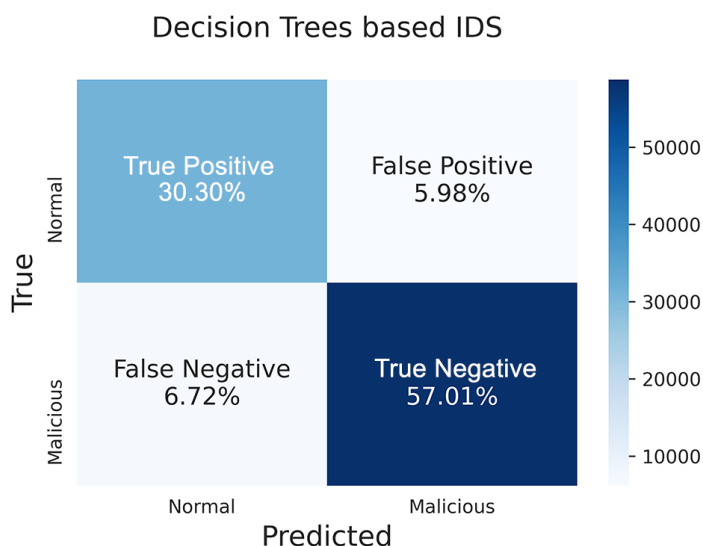 Decision Trees based IDS
True Positive
30.30%
False Positive
5.98%
False Negative
6.72%
True Negative
57.01%
Normal
Malicious
True
Normal
Malicious
Predicted
50000
40000
30000
20000
10000